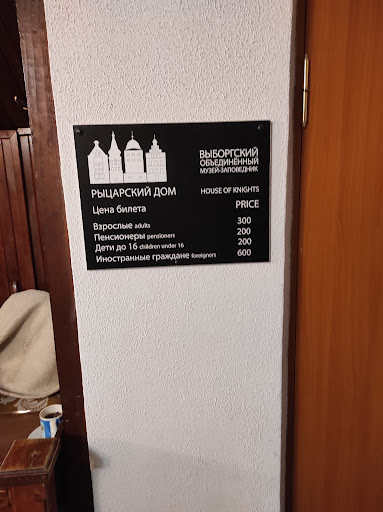 ВЫБОРГСКИЙ
ОБЪЕДИНЁННЫЙ
МУЗЕЙ-ЗАПОВЕДНИК
РЫЦАРСКИЙ ДОМ HOUSE OF KNIGHTS
Цена билета PRICE
Взрослые adults 300
Пенсионеры pensioners 200
Дети до 16 children under 16 200
Иностранные граждане foreigners 600